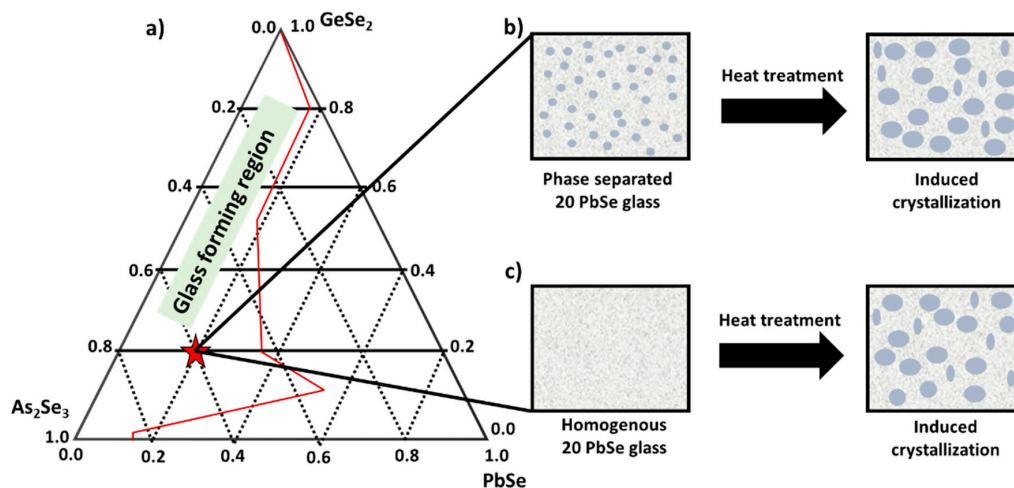 a)
0.0
1.0
GeSe2
0.2
0.8
0.4
0.6
0.6
0.4
0.8
0.2
As2Se3
1.0
0.0
0.0
0.2
0.4
0.6
0.8
1.0
PbSe
Glass forming region
b)
Heat treatment
Phase separated
20 PbSe glass
Induced
crystallization
c)
Heat treatment
Homogenous
20 PbSe glass
Induced
crystallization